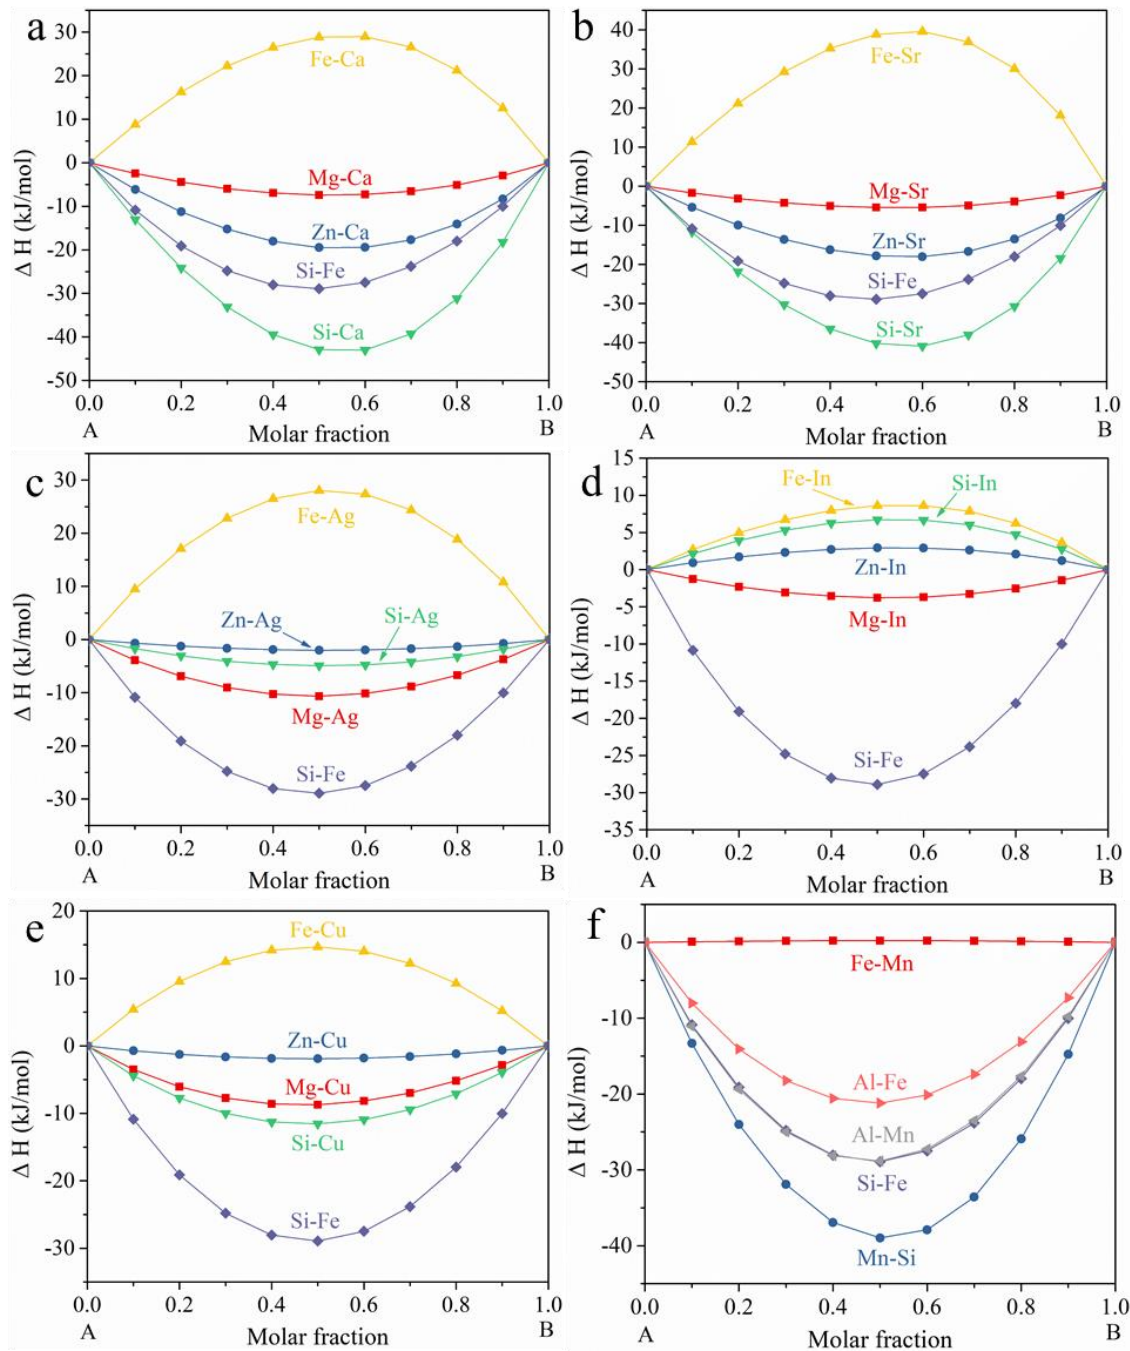 a
30
20
10
0
-10
-20
-30
-40
-50
Δ H (kJ/mol)
Fe-Ca
Mg-Ca
Zn-Ca
Si-Fe
Si-Ca
0.0 0.2 0.4 0.6 0.8 1.0
A Molar fraction B
b
40
30
20
10
0
-10
-20
-30
-40
-50
Δ H (kJ/mol)
Fe-Sr
Mg-Sr
Zn-Sr
Si-Fe
Si-Sr
0.0 0.2 0.4 0.6 0.8 1.0
A Molar fraction B
c
30
20
10
0
-10
-20
-30
Δ H (kJ/mol)
Fe-Ag
Zn-Ag
Si-Ag
Mg-Ag
Si-Fe
0.0 0.2 0.4 0.6 0.8 1.0
A Molar fraction B
d
15
10
5
0
-5
-10
-15
-20
-25
-30
-35
Δ H (kJ/mol)
Fe-In
Si-In
Zn-In
Mg-In
Si-Fe
0.0 0.2 0.4 0.6 0.8 1.0
A Molar fraction B
e
20
10
0
-10
-20
-30
Δ H (kJ/mol)
Fe-Cu
Zn-Cu
Mg-Cu
Si-Cu
Si-Fe
0.0 0.2 0.4 0.6 0.8 1.0
A Molar fraction B
f
0
-10
-20
-30
-40
Δ H (kJ/mol)
Fe-Mn
Al-Fe
Al-Mn
Si-Fe
Mn-Si
0.0 0.2 0.4 0.6 0.8 1.0
A Molar fraction B